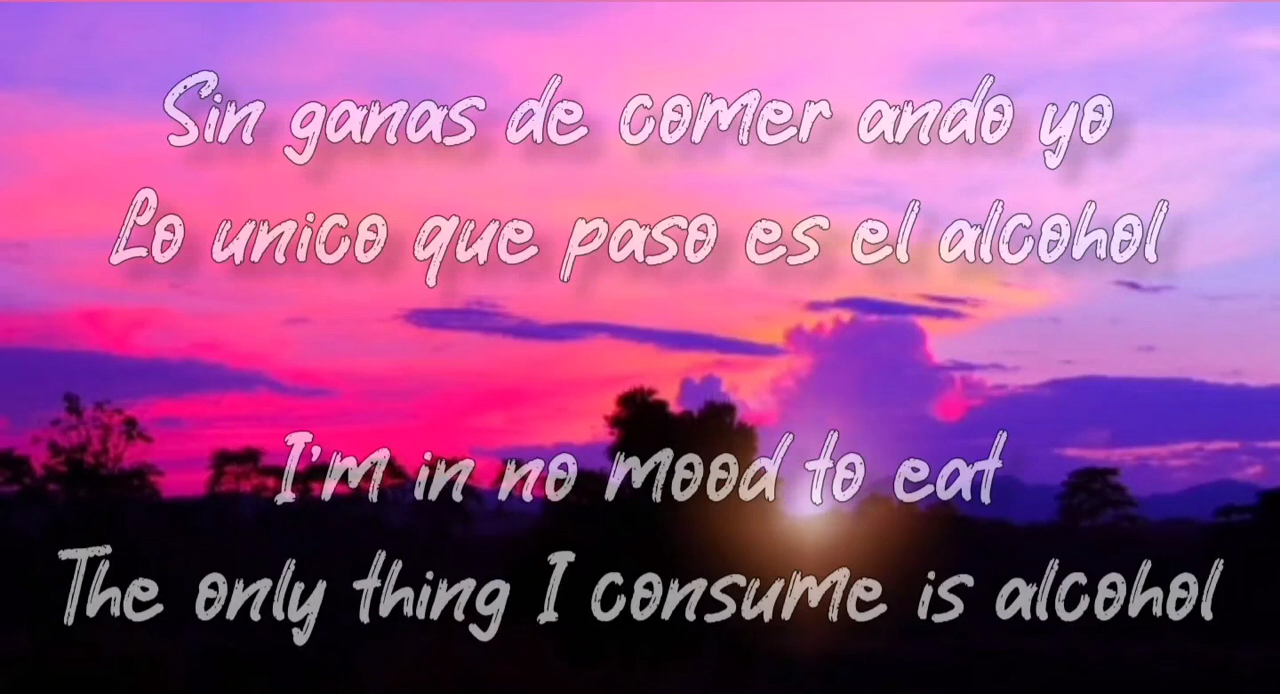 Sin ganas de comer ando yo
Lo unico que paso es el alcohol
I'm in no mood to eat
The only thing I consume is alcohol